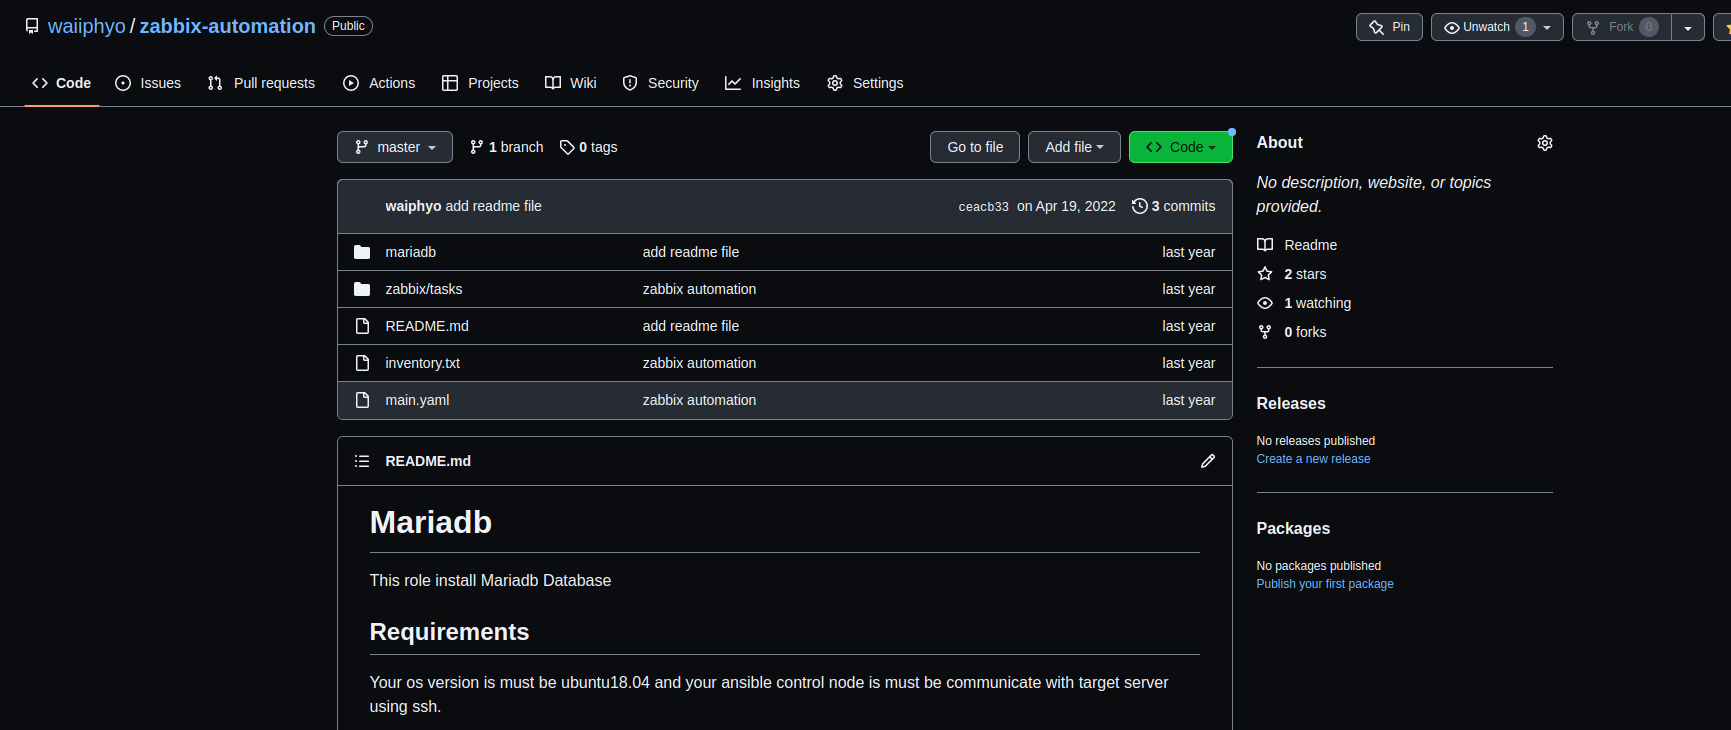 waiiphyo / zabbix-automation Public
Pin Unwatch 1 Fork 0
Code Issues Pull requests Actions Projects Wiki Security Insights Settings
master 1 branch 0 tags Go to file Add file Code
waiphyo add readme file ceacb33 on Apr 19, 2022 3 commits
mariadb add readme file last year
zabbix/tasks zabbix automation last year
README.md add readme file last year
inventory.txt zabbix automation last year
main.yaml zabbix automation last year
README.md
Mariadb
This role install Mariadb Database
Requirements
Your os version is must be ubuntu18.04 and your ansible control node is must be communicate with target server
using ssh.
About
No description, website, or topics
provided.
Readme
2 stars
1 watching
0 forks
Releases
No releases published
Create a new release
Packages
No packages published
Publish your first package